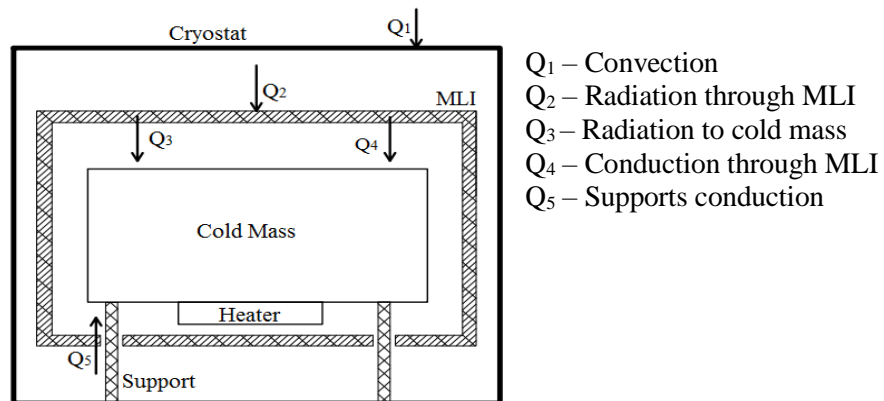 Cryostat
Q₁
Q₂
MLI
Q₃
Q₄
Cold Mass
Heater
Q₅
Support
Q₁ – Convection
Q₂ – Radiation through MLI
Q₃ – Radiation to cold mass
Q₄ – Conduction through MLI
Q₅ – Supports conduction